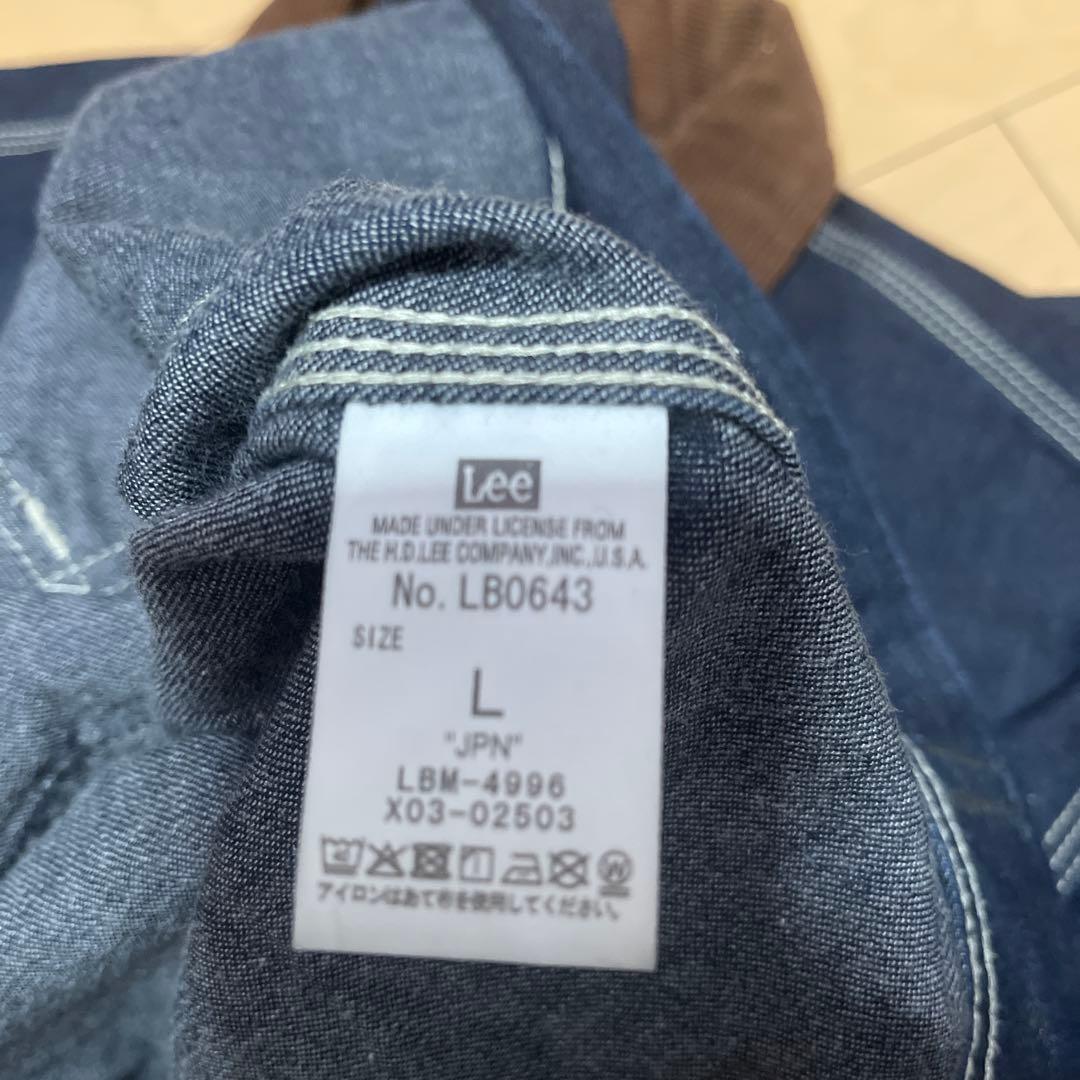 Lee
MADE UNDER LICENSE FROM
THE H.D.LEE COMPANY,INC.,U.S.A.
No. LB0643
SIZE
L
"JPN"
LBM-4996
X03-02503
W
アイロンはあて布を使用してください。